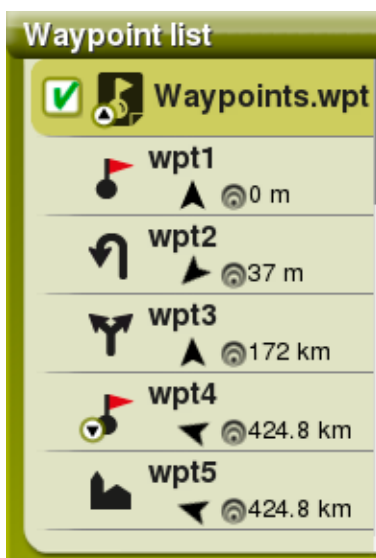 Waypoint list
Waypoints.wpt
wpt1
0 m
wpt2
37 m
wpt3
172 km
wpt4
424.8 km
wpt5
424.8 km